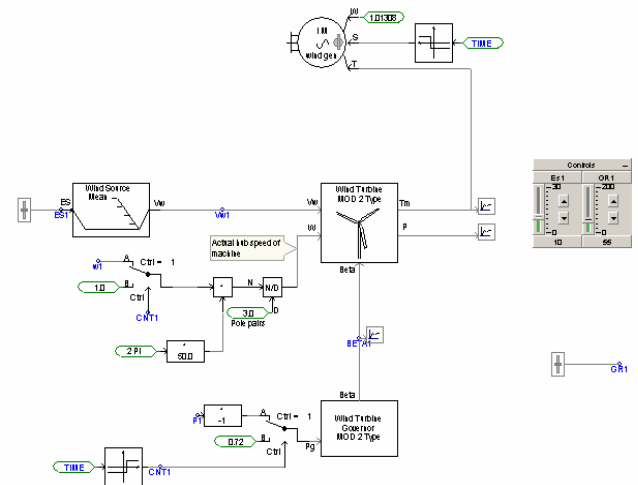 W
1.01308
I M
S
TIME
wind gen
T
Controls
Es1
GR1
30
200
0
0
10
55
Wind Source
Mean
ES
ES1
Vw
Vw1
Wind Turbine
MOD 2 Type
Vw
Tm
W
P
Beta
Actual hub speed of
machine
w1
A
Ctrl = 1
1.0
B
Ctrl
CNT1
*
N
N/D
D
3.0
Pole pairs
2 PI
*
50.0
BETA1
GR1
Beta
Wind Turbine
Governor
MOD 2 Type
P1
*
-1
A
Ctrl = 1
0.72
B
Ctrl
Pg
TIME
CNT1